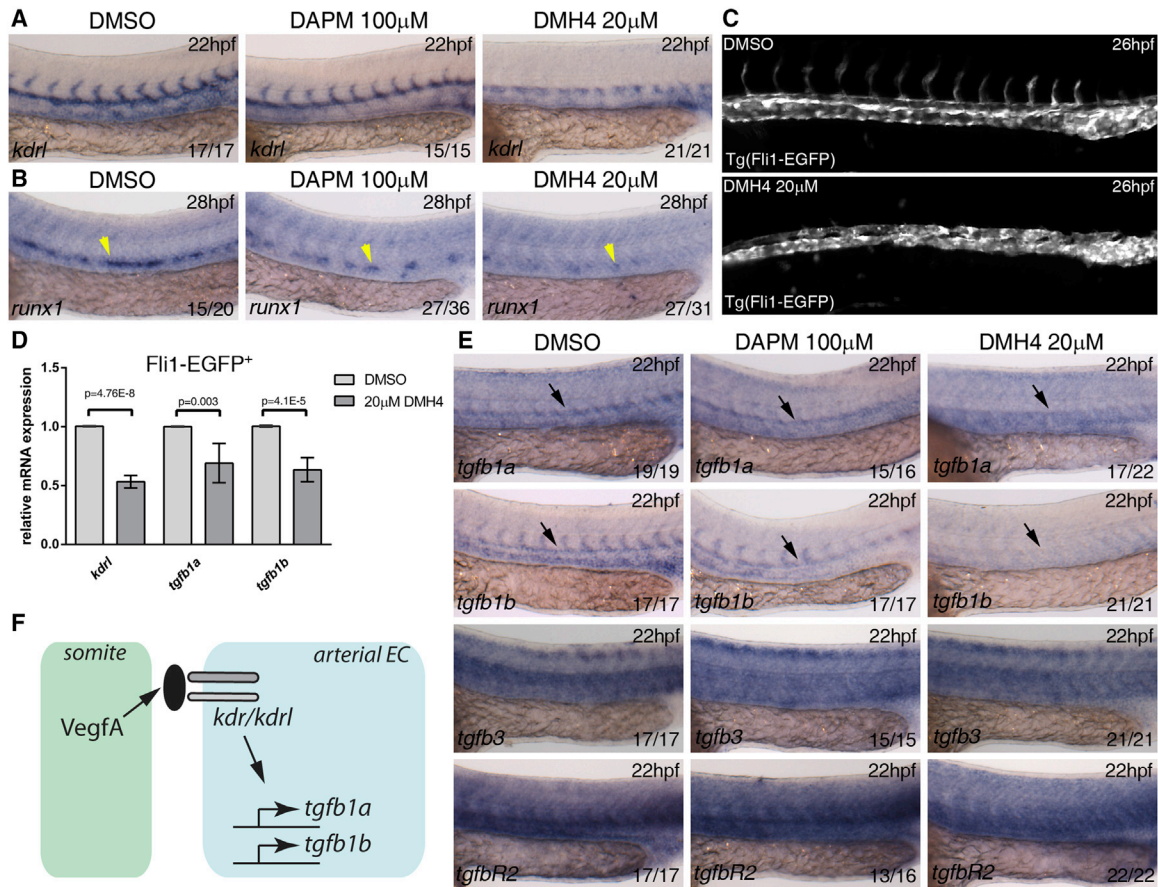 A
DMSO
DAPM 100µM
DMH4 20µM
22hpf
22hpf
22hpf
kdrl
17/17
kdrl
15/15
kdrl
21/21
B
DMSO
DAPM 100µM
DMH4 20µM
28hpf
28hpf
28hpf
runx1
15/20
runx1
27/36
runx1
27/31
C
DMSO
26hpf
Tg(Fli1-EGFP)
DMH4 20µM
26hpf
Tg(Fli1-EGFP)
D
Fli1-EGFP+
relative mRNA expression
1.5
1.0
0.5
0.0
p=4.76E-8
p=0.003
p=4.1E-5
kdrl
tgfb1a
tgfb1b
DMSO
20µM DMH4
E
DMSO
DAPM 100µM
DMH4 20µM
22hpf
22hpf
22hpf
tgfb1a
19/19
tgfb1a
15/16
tgfb1a
17/22
22hpf
22hpf
22hpf
tgfb1b
17/17
tgfb1b
17/17
tgfb1b
21/21
22hpf
22hpf
22hpf
tgfb3
17/17
tgfb3
15/15
tgfb3
21/21
22hpf
22hpf
22hpf
tgfbR2
17/17
tgfbR2
13/16
tgfbR2
22/22
F
somite
arterial EC
VegfA
kdr/kdrl
tgfb1a
tgfb1b